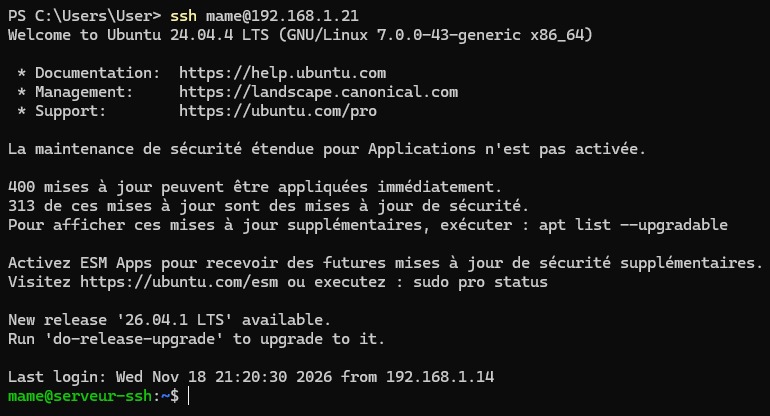 PS C:\Users\User> ssh mame@192.168.1.21
Welcome to Ubuntu 24.04.4 LTS (GNU/Linux 7.0.0-43-generic x86_64)
* Documentation:  https://help.ubuntu.com
* Management:     https://landscape.canonical.com
* Support:        https://ubuntu.com/pro
La maintenance de sécurité étendue pour Applications n'est pas activée.
400 mises à jour peuvent être appliquées immédiatement.
313 de ces mises à jour sont des mises à jour de sécurité.
Pour afficher ces mises à jour supplémentaires, exécuter : apt list --upgradable
Activez ESM Apps pour recevoir des futures mises à jour de sécurité supplémentaires.
Visitez https://ubuntu.com/esm ou executez : sudo pro status
New release '26.04.1 LTS' available.
Run 'do-release-upgrade' to upgrade to it.
Last login: Wed Nov 18 21:20:30 2026 from 192.168.1.14
mame@serveur-ssh:~$